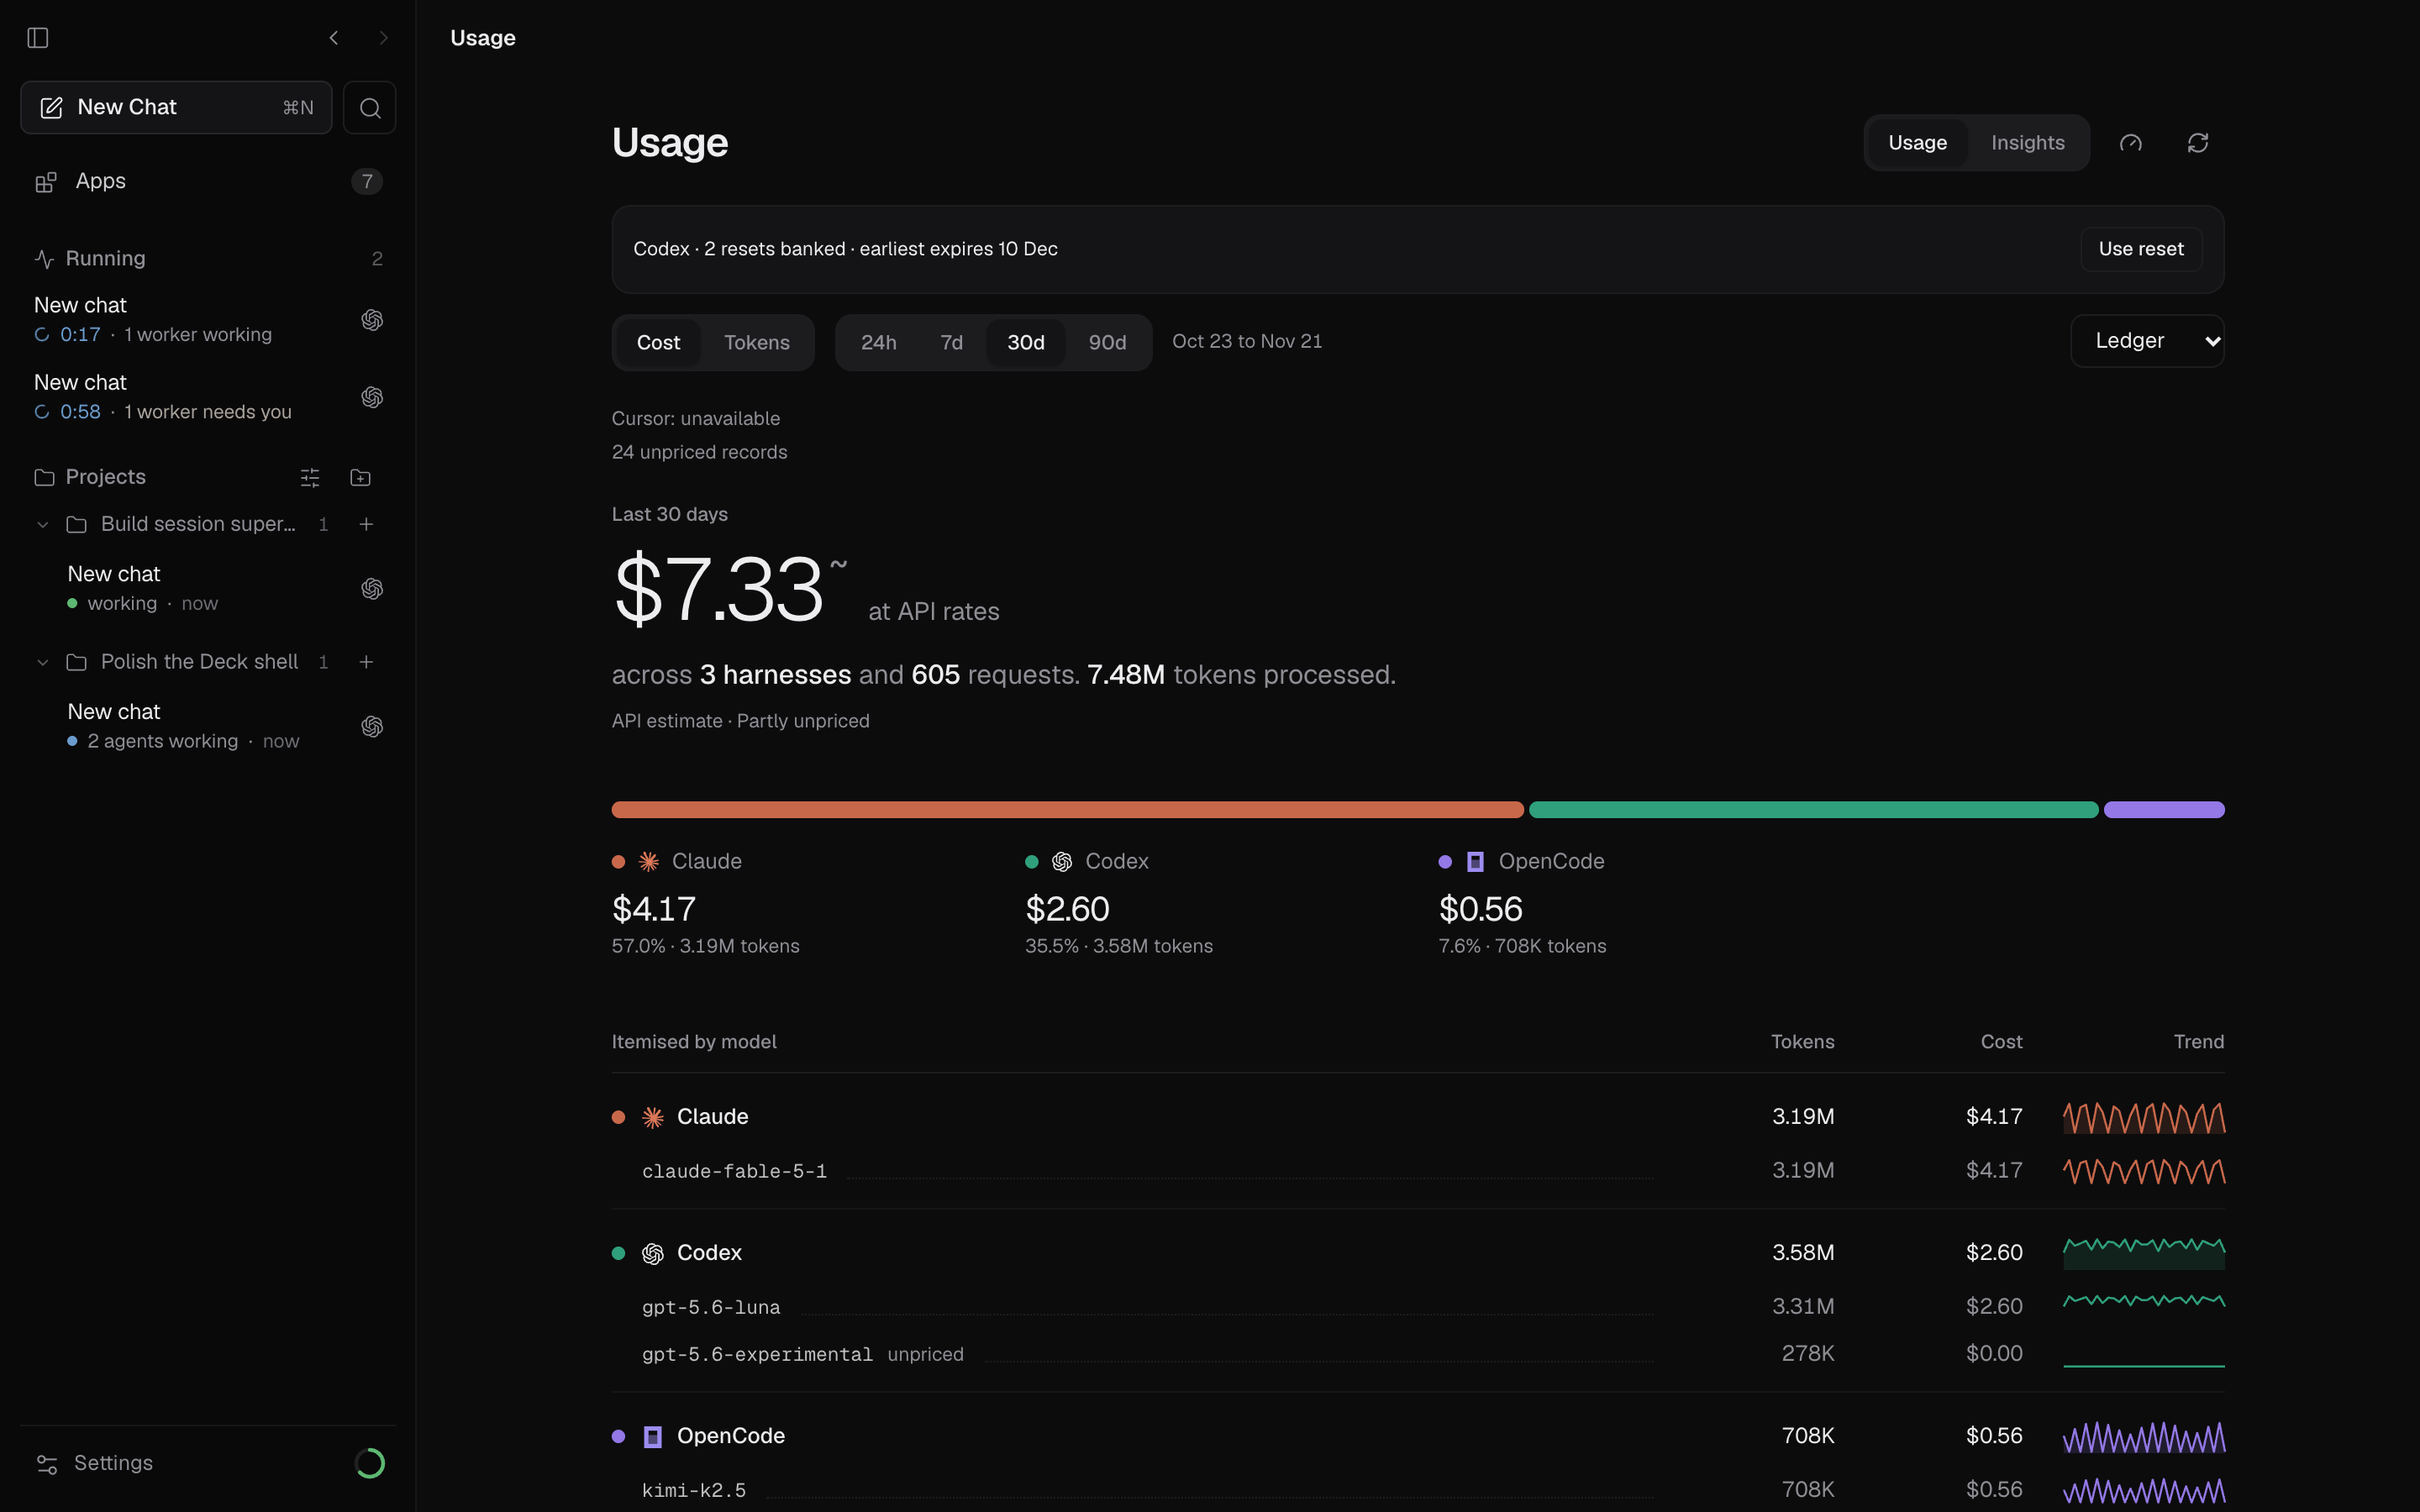 Usage
New Chat ⌘N
Apps 7
Running 2
New chat
0:17 · 1 worker working
New chat
0:58 · 1 worker needs you
Projects
Build session super... 1
New chat
working · now
Polish the Deck shell 1
New chat
2 agents working · now
Settings
Usage
Usage Insights
Codex · 2 resets banked · earliest expires 10 Dec
Use reset
Cost Tokens 24h 7d 30d 90d Oct 23 to Nov 21 Ledger
Cursor: unavailable
24 unpriced records
Last 30 days
$7.33~ at API rates
across 3 harnesses and 605 requests. 7.48M tokens processed.
API estimate · Partly unpriced
Claude Codex OpenCode
$4.17 $2.60 $0.56
57.0% · 3.19M tokens 35.5% · 3.58M tokens 7.6% · 708K tokens
Itemised by model Tokens Cost Trend
Claude 3.19M $4.17
claude-fable-5-1 3.19M $4.17
Codex 3.58M $2.60
gpt-5.6-luna 3.31M $2.60
gpt-5.6-experimental unpriced 278K $0.00
OpenCode 708K $0.56
kimi-k2.5 708K $0.56